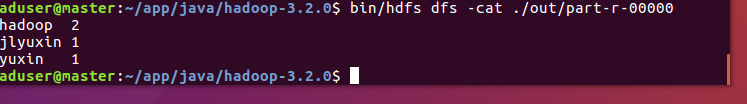 aduser@master:~/app/java/hadoop-3.2.0$ bin/hdfs dfs -cat ./out/part-r-00000
hadoop 2
jlyuxin 1
yuxin 1
aduser@master:~/app/java/hadoop-3.2.0$